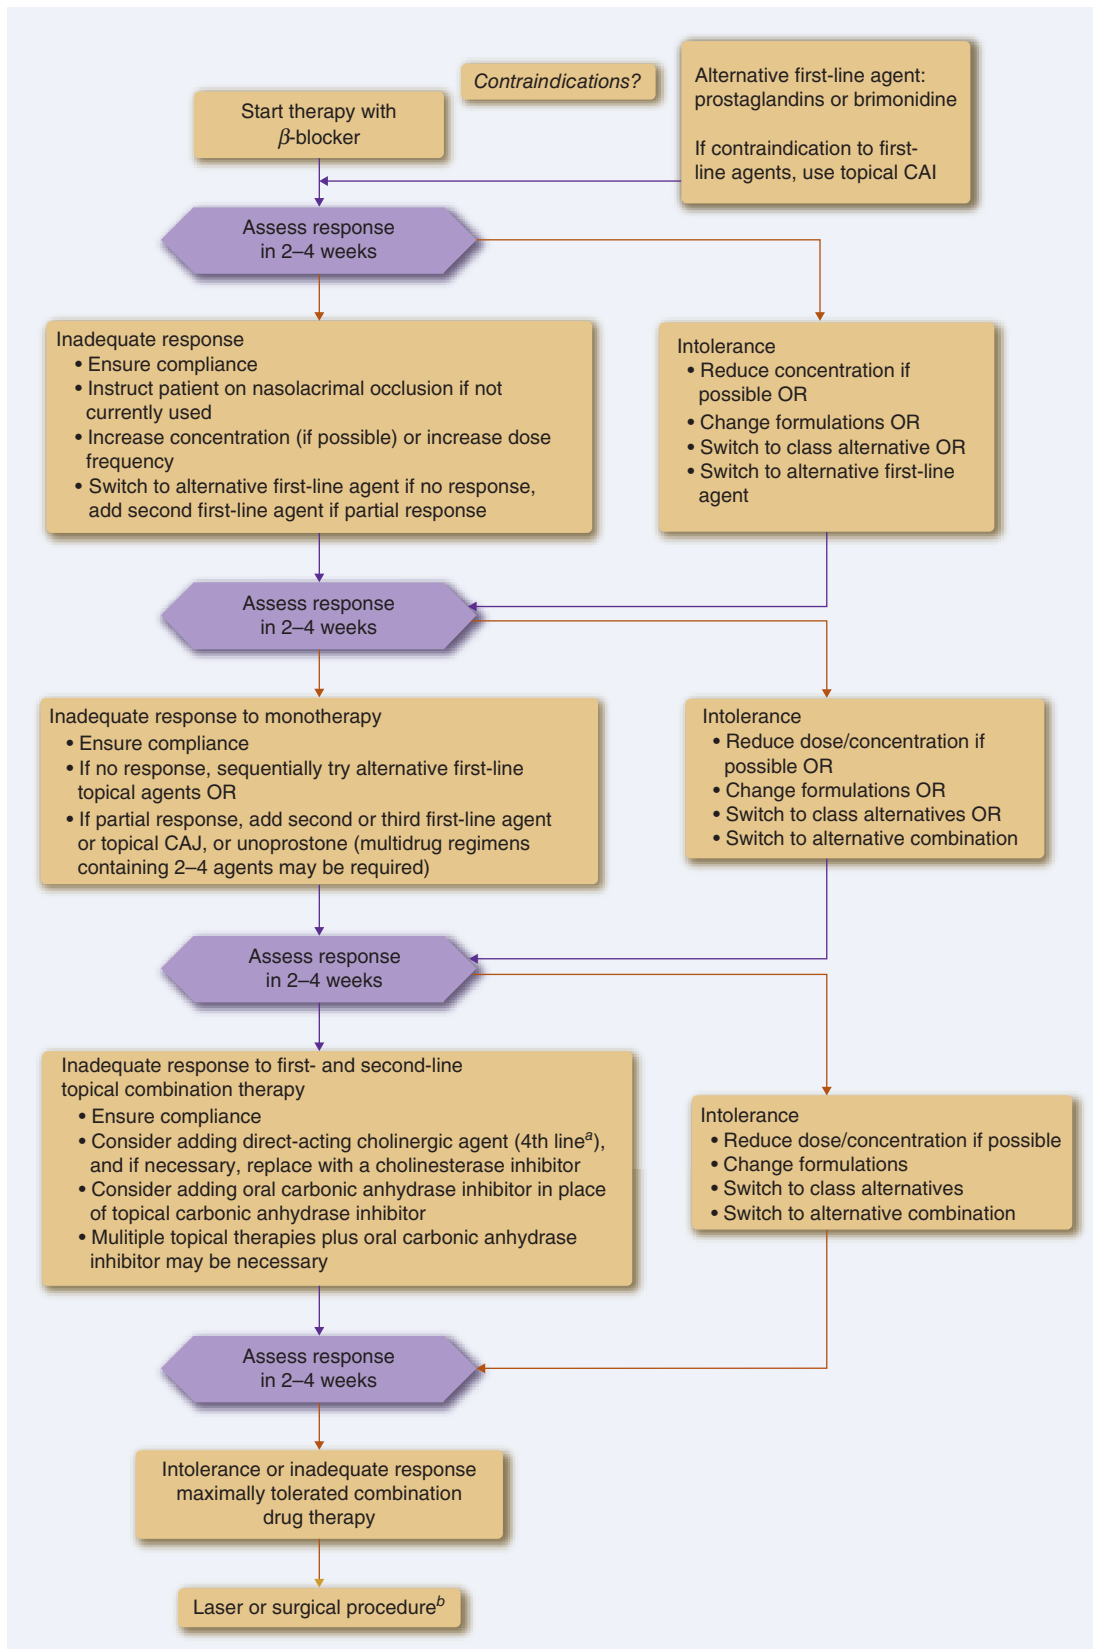 Contraindications?
Alternative first-line agent:
prostaglandins or brimonidine
If contraindication to first-
line agents, use topical CAI
Start therapy with
β-blocker
Assess response
in 2–4 weeks
Inadequate response
• Ensure compliance
• Instruct patient on nasolacrimal occlusion if not
currently used
• Increase concentration (if possible) or increase dose
frequency
• Switch to alternative first-line agent if no response,
add second first-line agent if partial response
Intolerance
• Reduce concentration if
possible OR
• Change formulations OR
• Switch to class alternative OR
• Switch to alternative first-line
agent
Assess response
in 2–4 weeks
Inadequate response to monotherapy
• Ensure compliance
• If no response, sequentially try alternative first-line
topical agents OR
• If partial response, add second or third first-line agent
or topical CAJ, or unoprostone (multidrug regimens
containing 2–4 agents may be required)
Intolerance
• Reduce dose/concentration if
possible OR
• Change formulations OR
• Switch to class alternatives OR
• Switch to alternative combination
Assess response
in 2–4 weeks
Inadequate response to first- and second-line
topical combination therapy
• Ensure compliance
• Consider adding direct-acting cholinergic agent (4th lineᵃ),
and if necessary, replace with a cholinesterase inhibitor
• Consider adding oral carbonic anhydrase inhibitor in place
of topical carbonic anhydrase inhibitor
• Mulitiple topical therapies plus oral carbonic anhydrase
inhibitor may be necessary
Intolerance
• Reduce dose/concentration if possible
• Change formulations
• Switch to class alternatives
• Switch to alternative combination
Assess response
in 2–4 weeks
Intolerance or inadequate response
maximally tolerated combination
drug therapy
Laser or surgical procedureᵇ